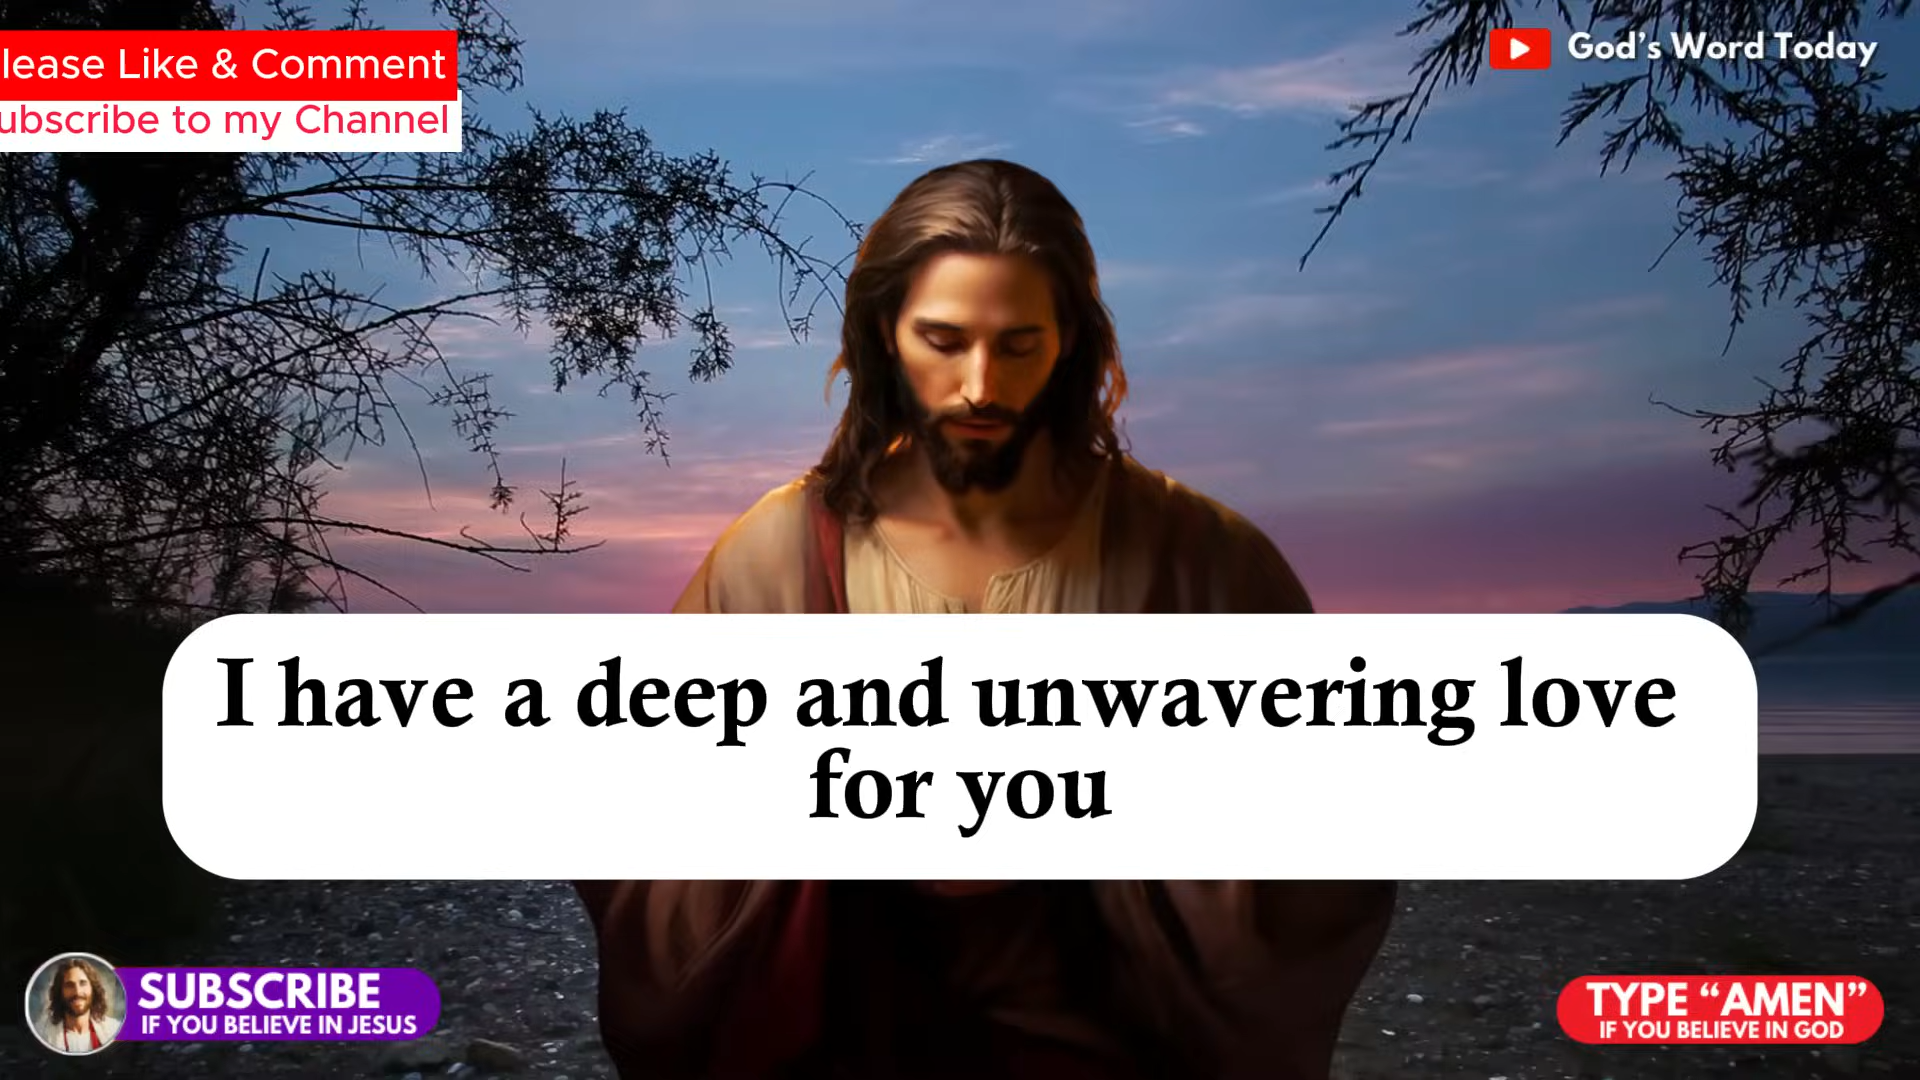 lease Like & Comment
ubscribe to my Channel
God's Word Today
I have a deep and unwavering love
for you
SUBSCRIBE
IF YOU BELIEVE IN JESUS
TYPE “AMEN”
IF YOU BELIEVE IN GOD